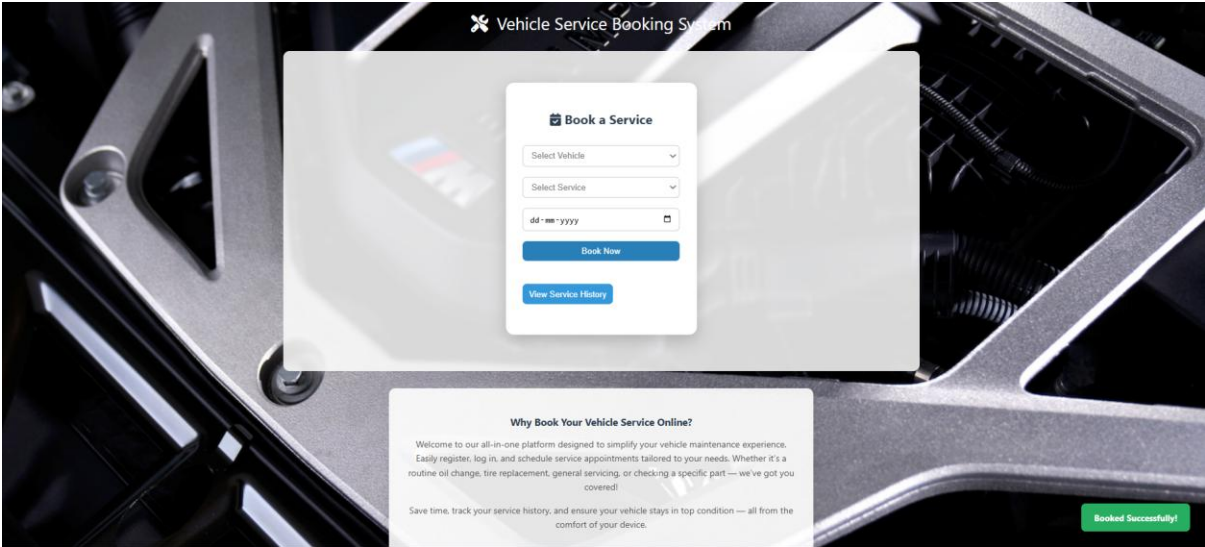 Vehicle Service Booking System
Book a Service
Select Vehicle
Select Service
dd-mm-yyyy
Book Now
View Service History
Why Book Your Vehicle Service Online?
Welcome to our all-in-one platform designed to simplify your vehicle maintenance experience.
Easily register, log in, and schedule service appointments tailored to your needs. Whether it's a
routine oil change, tire replacement, general servicing, or checking a specific part — we've got you
covered!
Save time, track your service history, and ensure your vehicle stays in top condition — all from the
comfort of your device.
Booked Successfully!